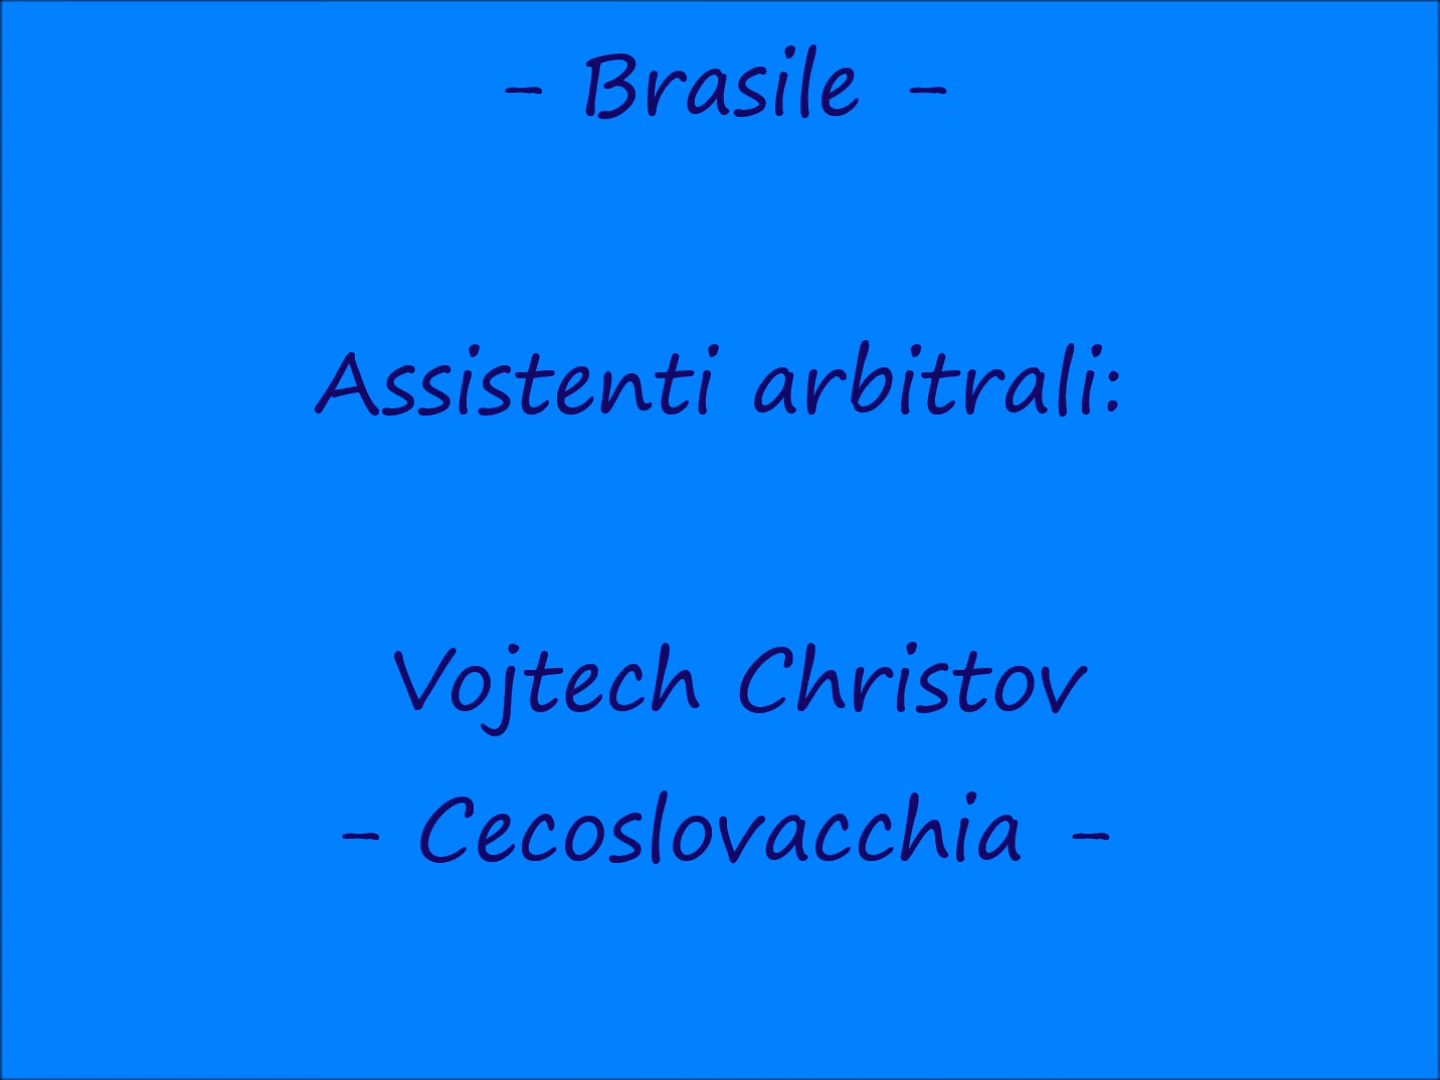 - Brasile -
Assistenti arbitrali:
Vojtech Christov
- Cecoslovacchia -